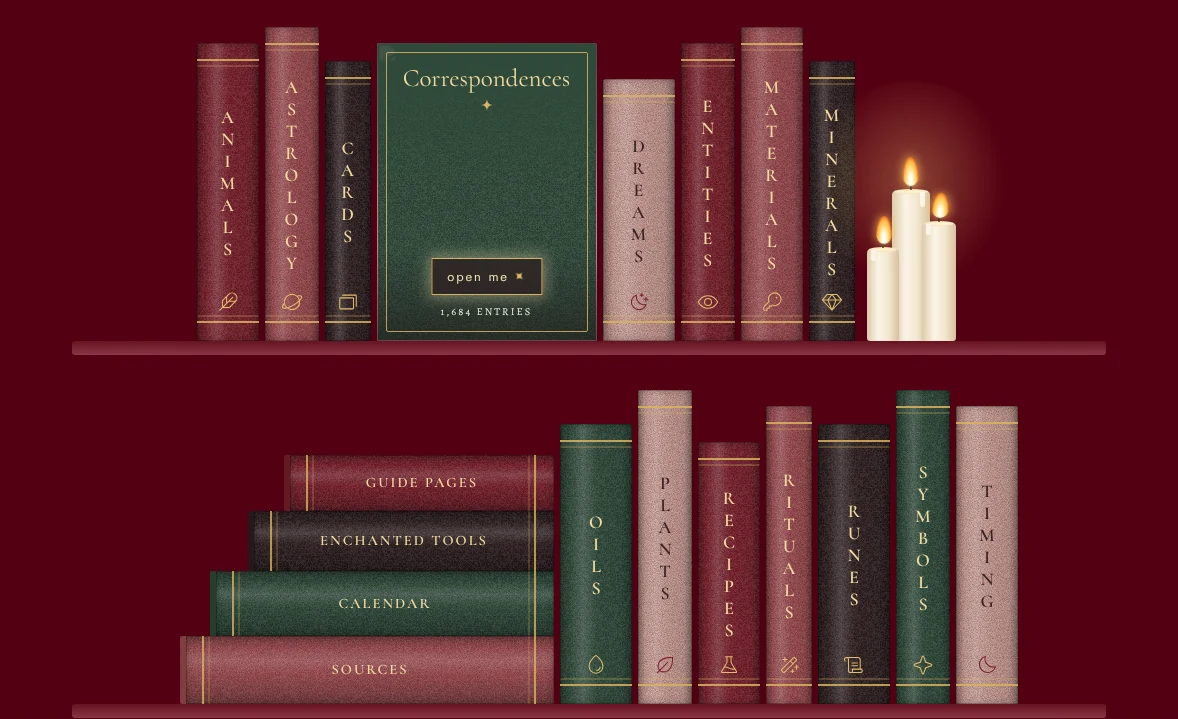 ANIMALS
ASTROLOGY
CARDS
Correspondences
open me
1,684 ENTRIES
DREAMS
ENTITIES
MATERIALS
MINERALS
GUIDE PAGES
ENCHANTED TOOLS
CALENDAR
SOURCES
OILS
PLANTS
RECIPES
RITUALS
RUNES
SYMBOLS
TIMING